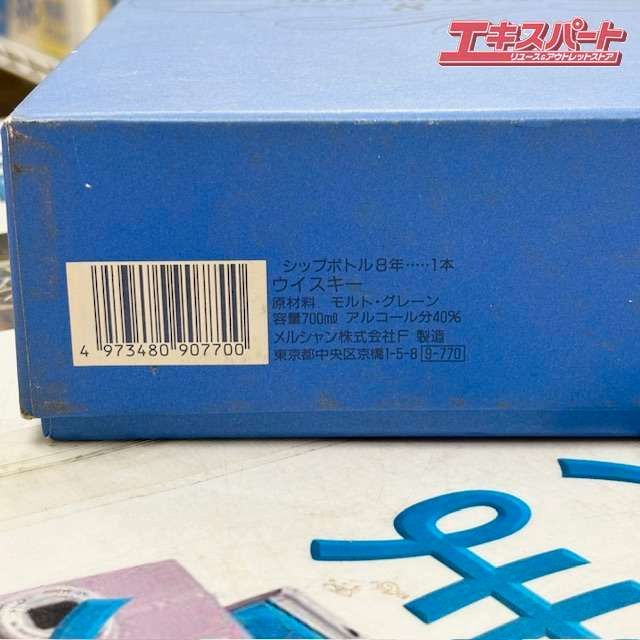 エキスパート
リユース&アウトレットストア
シップボトル8年‥‥‥1本
ウイスキー
原材料 モルト・グレーン
容量700ml アルコール分40%
メルシャン株式会社F 製造
東京都中央区京橋1-5-8 9-770
4 973480 907700